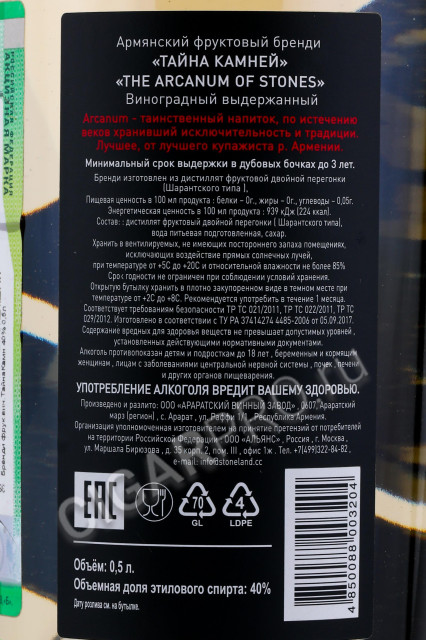 Армянский фруктовый бренди
«ТАЙНА КАМНЕЙ»
«THE ARCANUM OF STONES»
Виноградный выдержанный
Arcanum - таинственный напиток, по истечению
веков хранивший исключительность и традиции.
Лучшее, от лучшего купажиста р. Армении.
Минимальный срок выдержки в дубовых бочках до 3 лет.
Бренди изготовлен из дистиллят фруктовый двойной перегонки
(Шарантского типа ),
Пищевая ценность в 100 мл продукта : белки – 0г., жиры – 0г., углеводы – 0,05г.
Энергетическая ценность в 100 мл продукта : 939 кДж (224 ккал).
Состав: : дистиллят фруктовый двойной перегонки ( Шарантского типа),
вода питьевая подготовленная, сахар.
Хранить в вентилируемых, не имеющих постороннего запаха помещениях,
исключающих воздействие прямых солнечных лучей,
при температуре от +5С до +20С и относительной влажности не более 85%
Срок годности не ограничен при соблюдении условий хранения.
Открытую бутылку хранить в плотно закупоренном виде в темном месте при
температуре от +2С до +8С. Рекомендуется употребить в течение 1 месяца.
Соответствует требованиям безопасности ТР ТС 021/2011, ТР ТС 022/2011, ТР ТС
029/2012. Изготовлено в соответствии с ТУ РА 37414274 4485-2006 от 05.09.2017.
Содержание вредных для здоровья веществ не превышает допустимых уровней ,
установленных действующими нормативными документами.
Алкоголь противопоказан детям и подросткам до 18 лет , беременным и кормящим
женщинам, лицам с заболеваниями центральной нервной системы , почек , печени
и других органов пищеварения.
УПОТРЕБЛЕНИЕ АЛКОГОЛЯ ВРЕДИТ ВАШЕМУ ЗДОРОВЬЮ.
Произведено и разлито: ООО «АРАРАТСКИЙ ВИННЫЙ ЗАВОД» , 0607, Араратский
марз (регион) , с. Арарат , ул. Раффи 17, Республика Армения.
Организация уполномоченная изготовителем на принятие претензий от потребителей
на территории Российской Федерации - ООО «АЛЬЯНС» , Россия , г. Москва ,
ул. Маршала Бирюзова, д. 35 корп. 2, пом. III , офис 1ж . Тел. +7(499)322-84-82 ,
e-mail: info@stoneland.cc
EAC
70
GL
4
LDPE
Объём: 0,5 л.
Объемная доля этилового спирта: 40%
Дату розлива см. на бутылке.
4850088003204
РОССИЙСКАЯ ФЕДЕРАЦИЯ
АКЦИЗНАЯ МАРКА